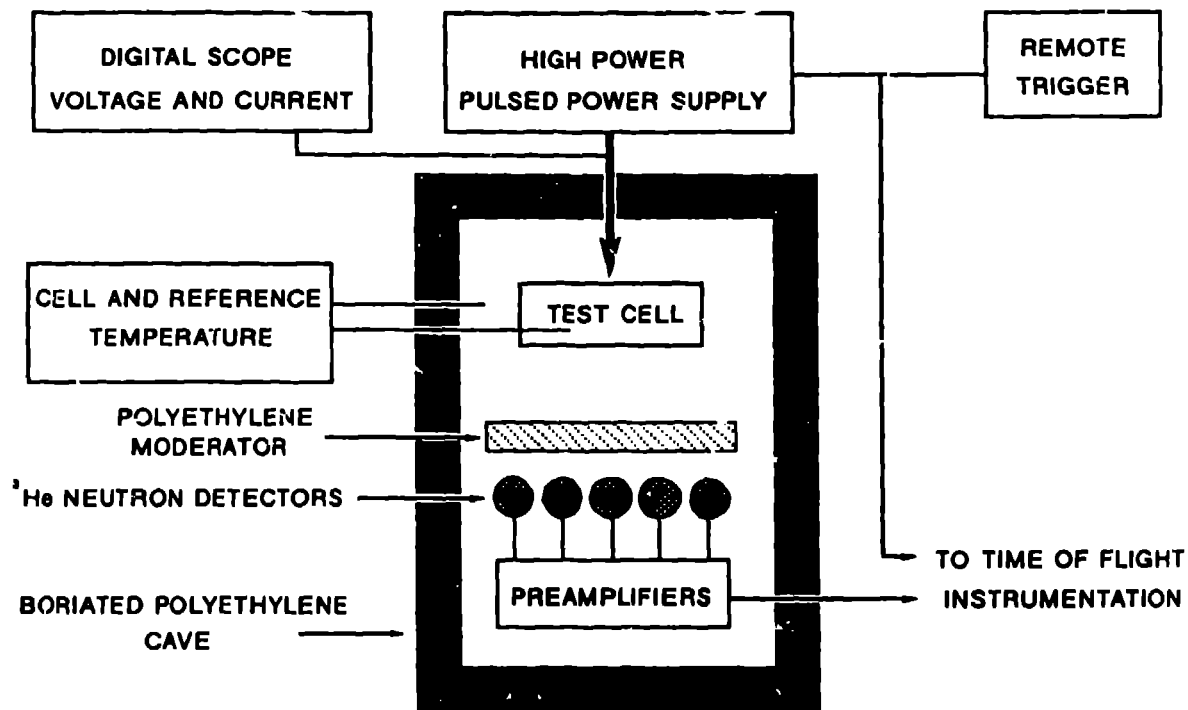 DIGITAL SCOPE
VOLTAGE AND CURRENT
HIGH POWER
PULSED POWER SUPPLY
REMOTE
TRIGGER
CELL AND REFERENCE
TEMPERATURE
TEST CELL
POLYETHYLENE
MODERATOR
³He NEUTRON DETECTORS
PREAMPLIFIERS
BORIATED POLYETHYLENE
CAVE
TO TIME OF FLIGHT
INSTRUMENTATION